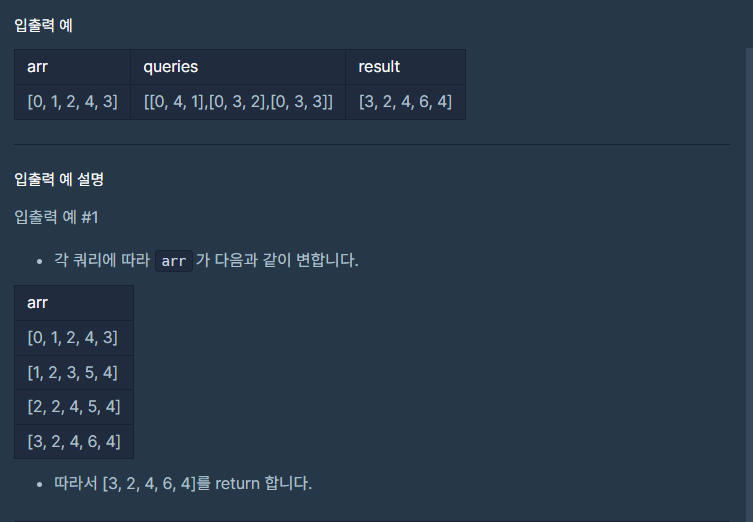 입출력 예
arr queries result
[0, 1, 2, 4, 3] [[0, 4, 1],[0, 3, 2],[0, 3, 3]] [3, 2, 4, 6, 4]
입출력 예 설명
입출력 예 #1
• 각 쿼리에 따라 arr 가 다음과 같이 변합니다.
arr
[0, 1, 2, 4, 3]
[1, 2, 3, 5, 4]
[2, 2, 4, 5, 4]
[3, 2, 4, 6, 4]
• 따라서 [3, 2, 4, 6, 4]를 return 합니다.